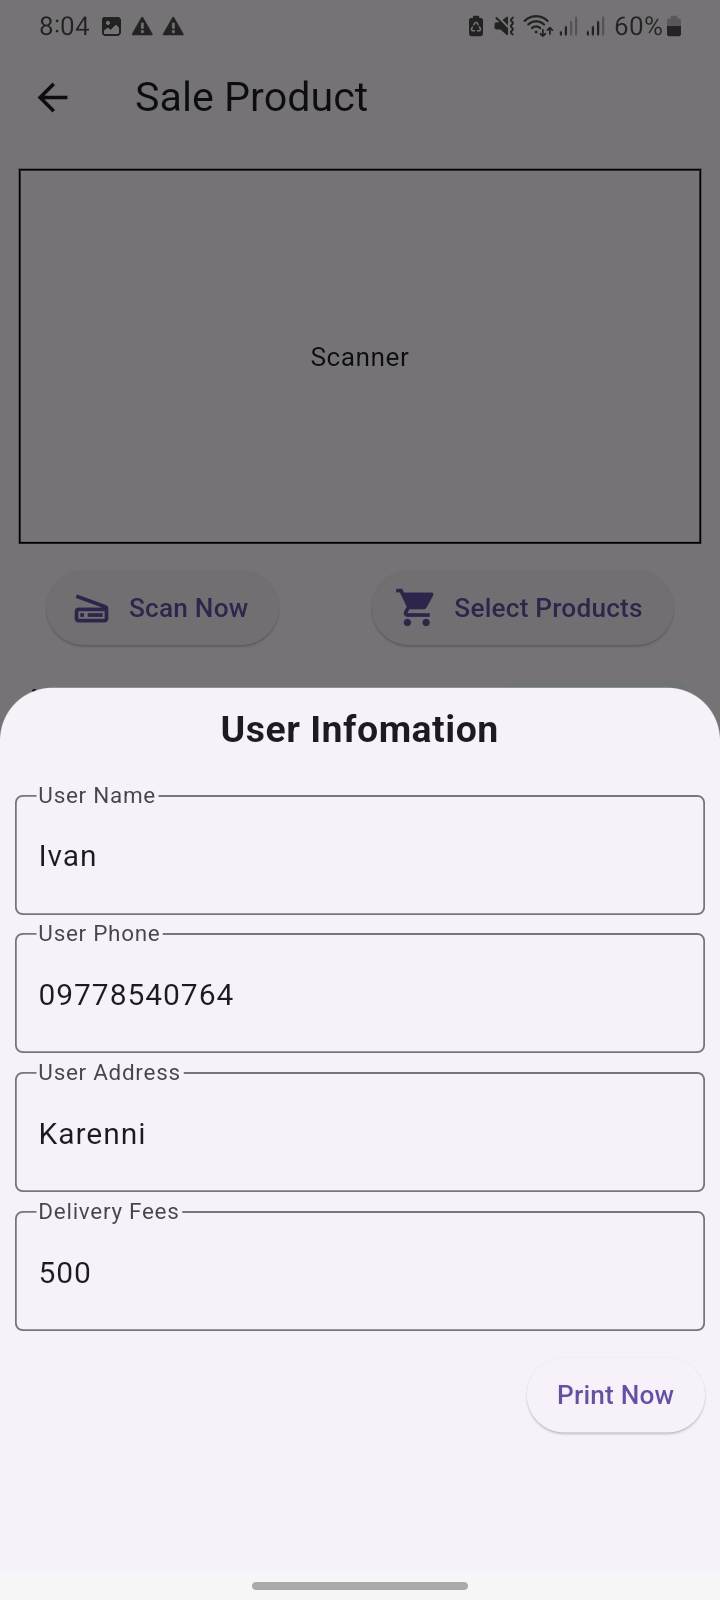 8:04 60%
Sale Product
Scanner
Scan Now Select Products
User Infomation
User Name
Ivan
User Phone
09778540764
User Address
Karenni
Delivery Fees
500
Print Now